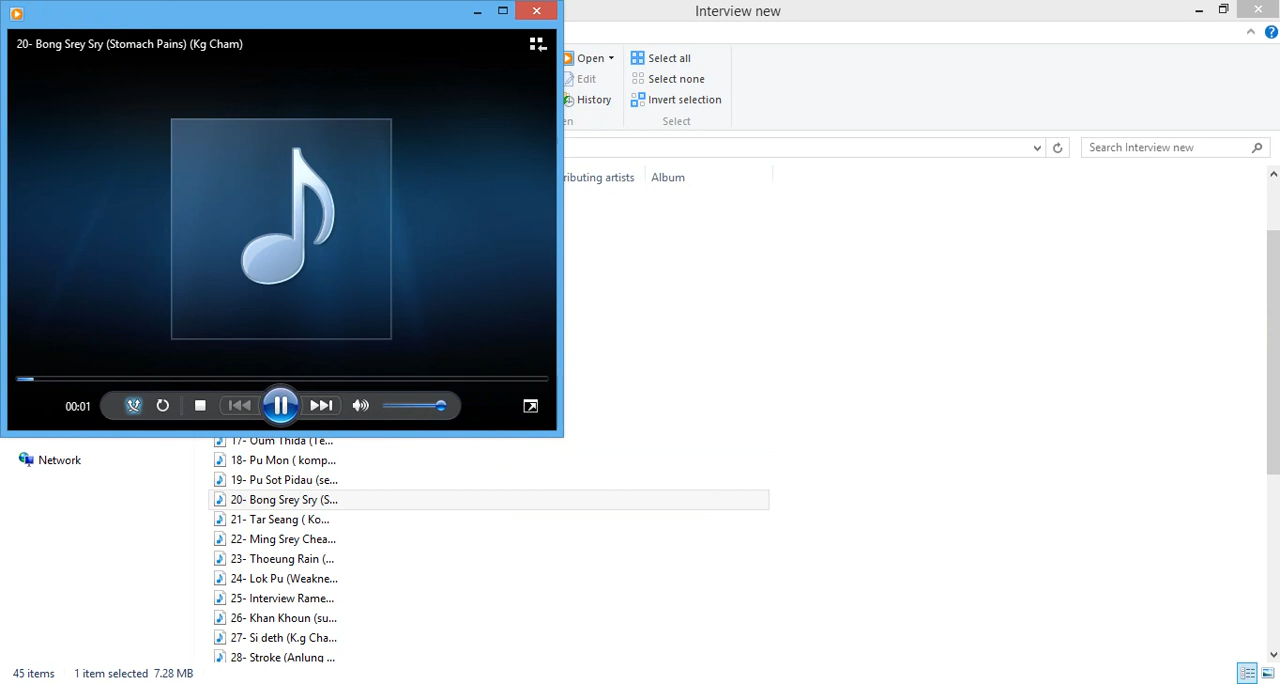 Interview new
20- Bong Srey Sry (Stomach Pains) (Kg Cham)
Open
Select all
Edit
Select none
History
Invert selection
Select
Search Interview new
artists
Album
00:01
Network
17- Oum Thida (Te...
18- Pu Mon ( komp...
19- Pu Sot Pidau (se...
20- Bong Srey Sry (S...
21- Tar Seang ( Ko...
22- Ming Srey Chea...
23- Thoeung Rain (...
24- Lok Pu (Weakne...
25- Interview Rame...
26- Khan Khoun (su...
27- Si deth (K.g Cha...
28- Stroke (Anlung ...
45 items
1 item selected 7.28 MB